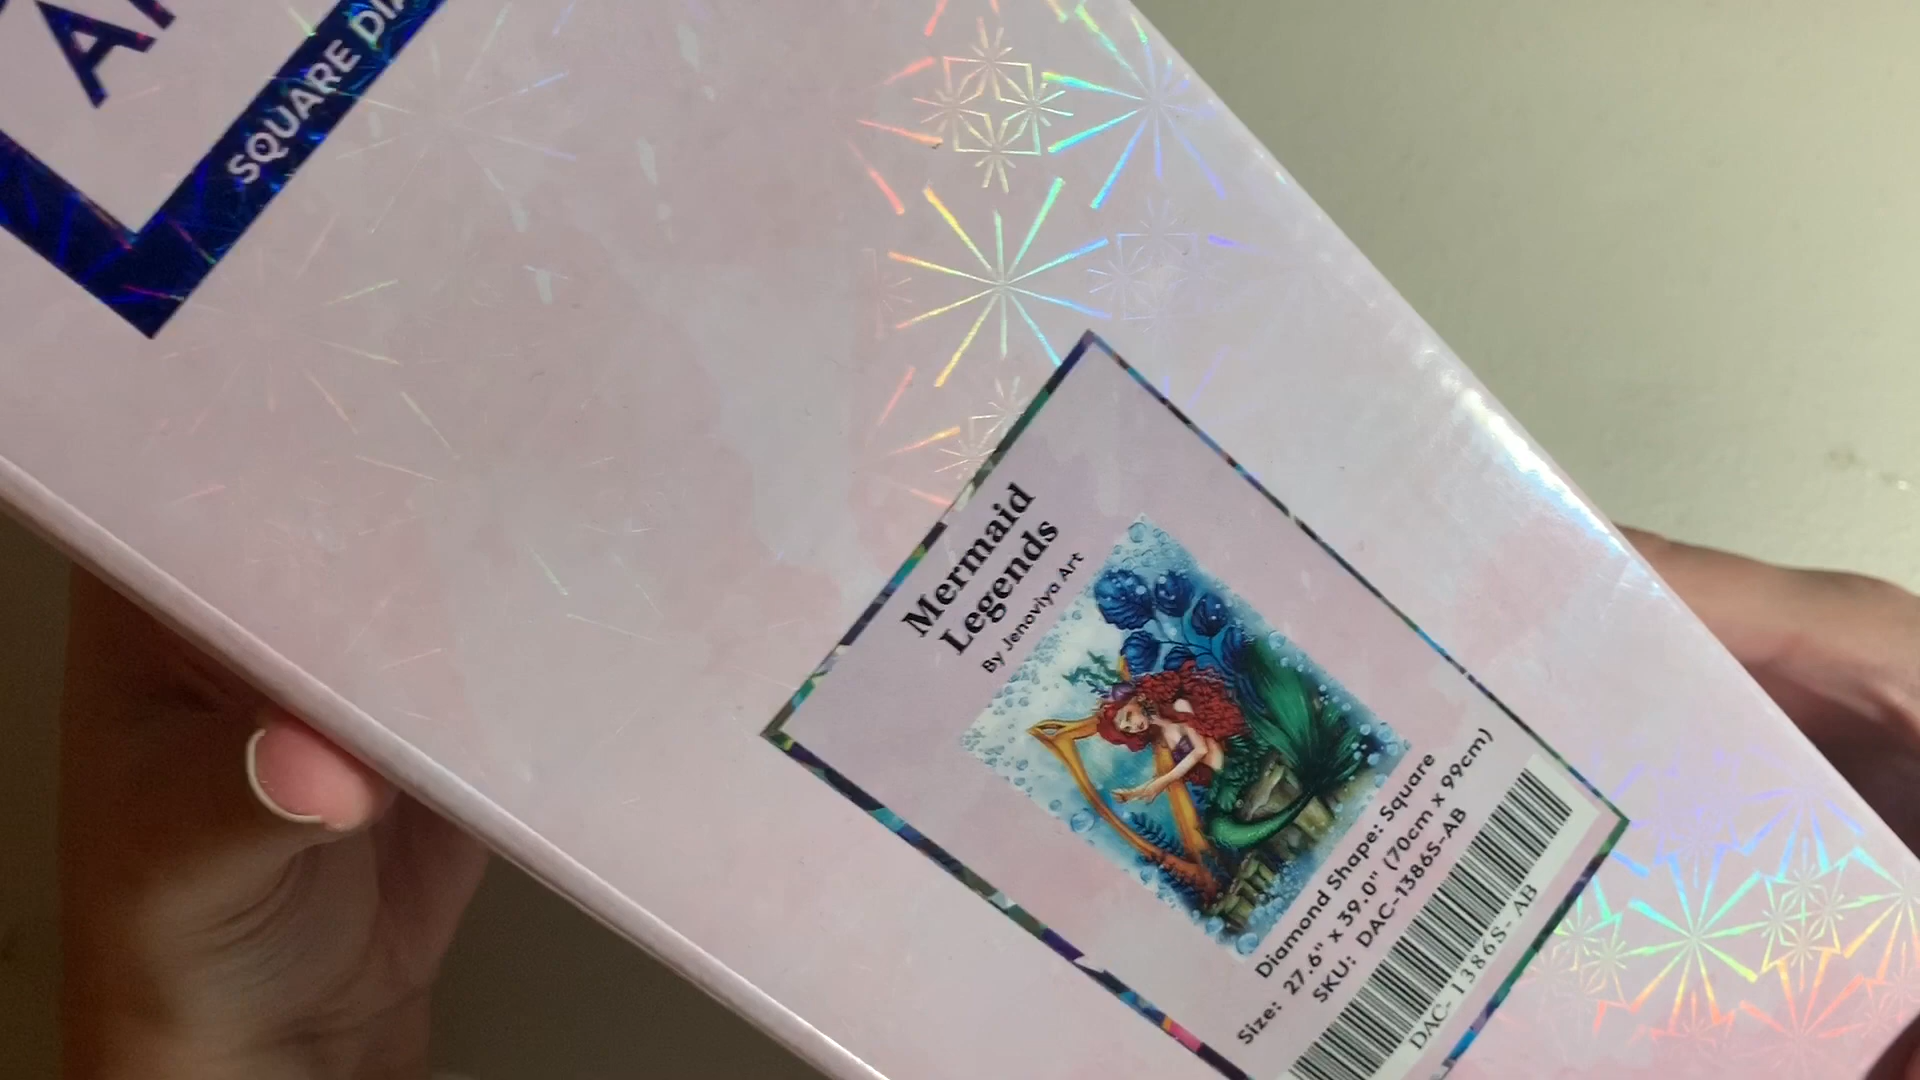 SQUARE
Mermaid
Legends
By Jenoviya Art
Diamond Shape: Square
Size: 27.6" x 39.0" (70cm x 99cm)
SKU: DAC-1386S-AB
DAC-1386S-AB